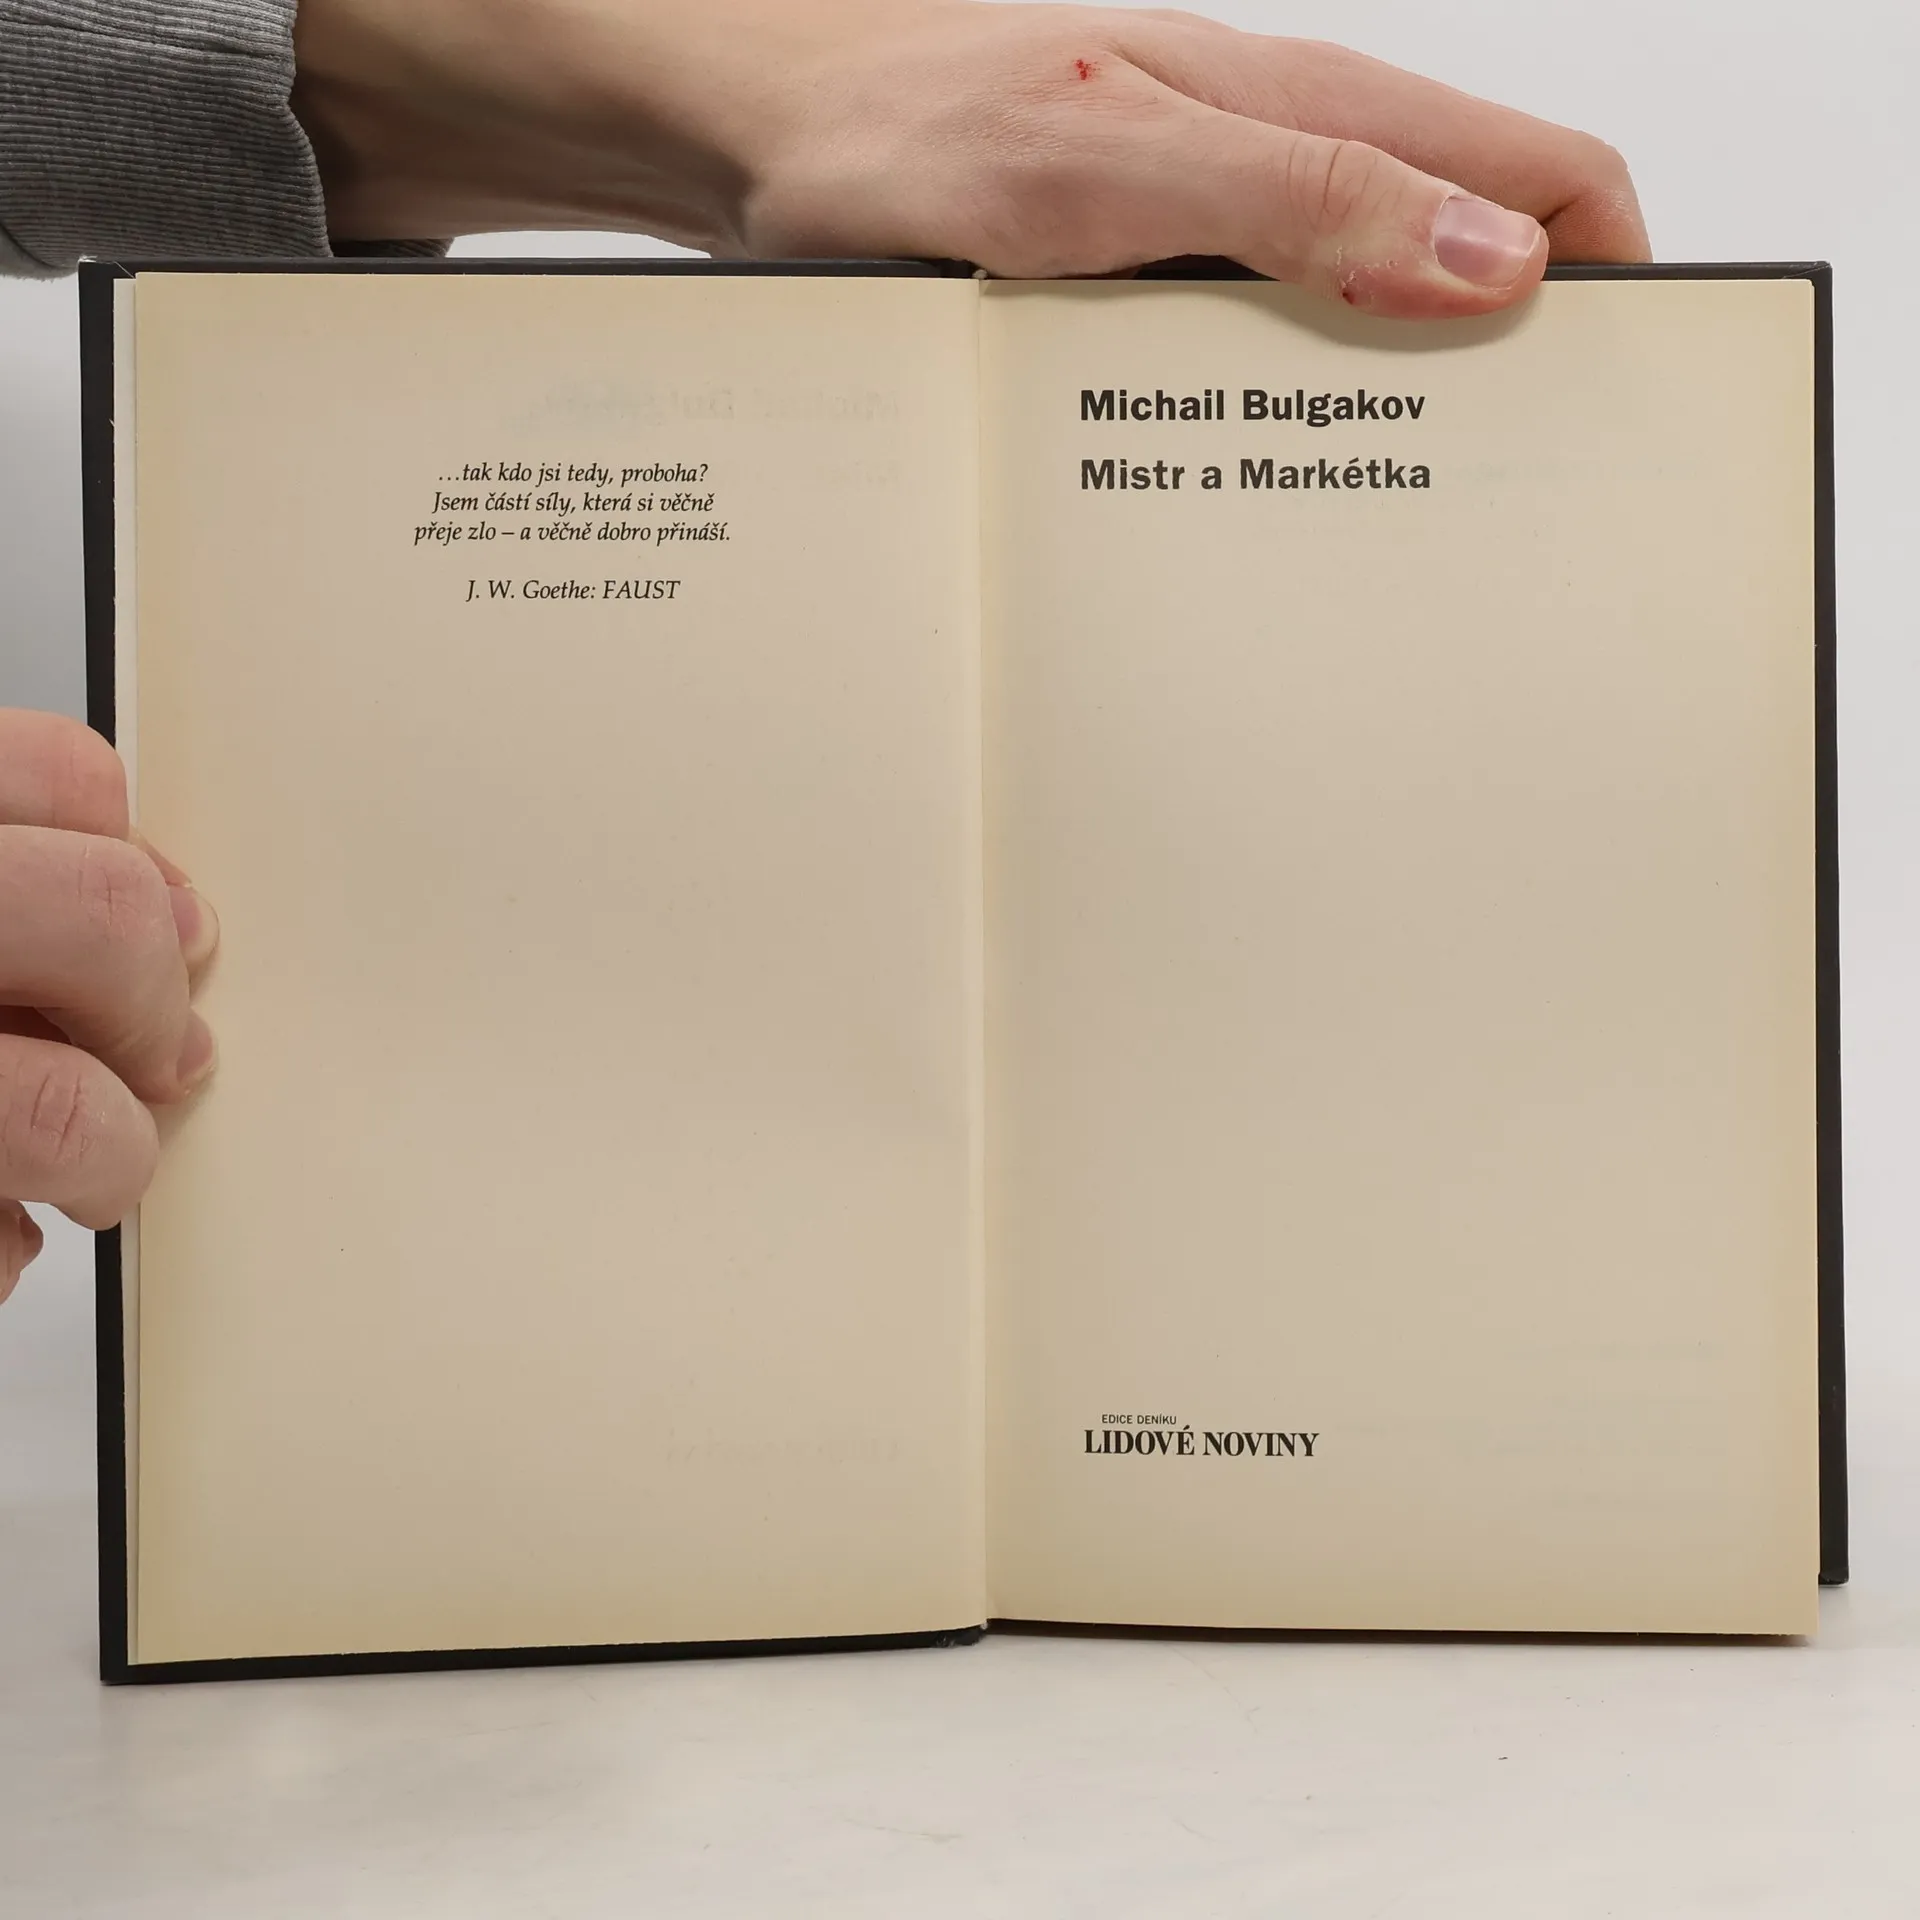 …tak kdo jsi tedy, proboha?
Jsem částí síly, která si věčně
přeje zlo – a věčně dobro přináší.
J. W. Goethe: FAUST
Michail Bulgakov
Mistr a Markétka
EDICE DENÍKU
LIDOVÉ NOVINY